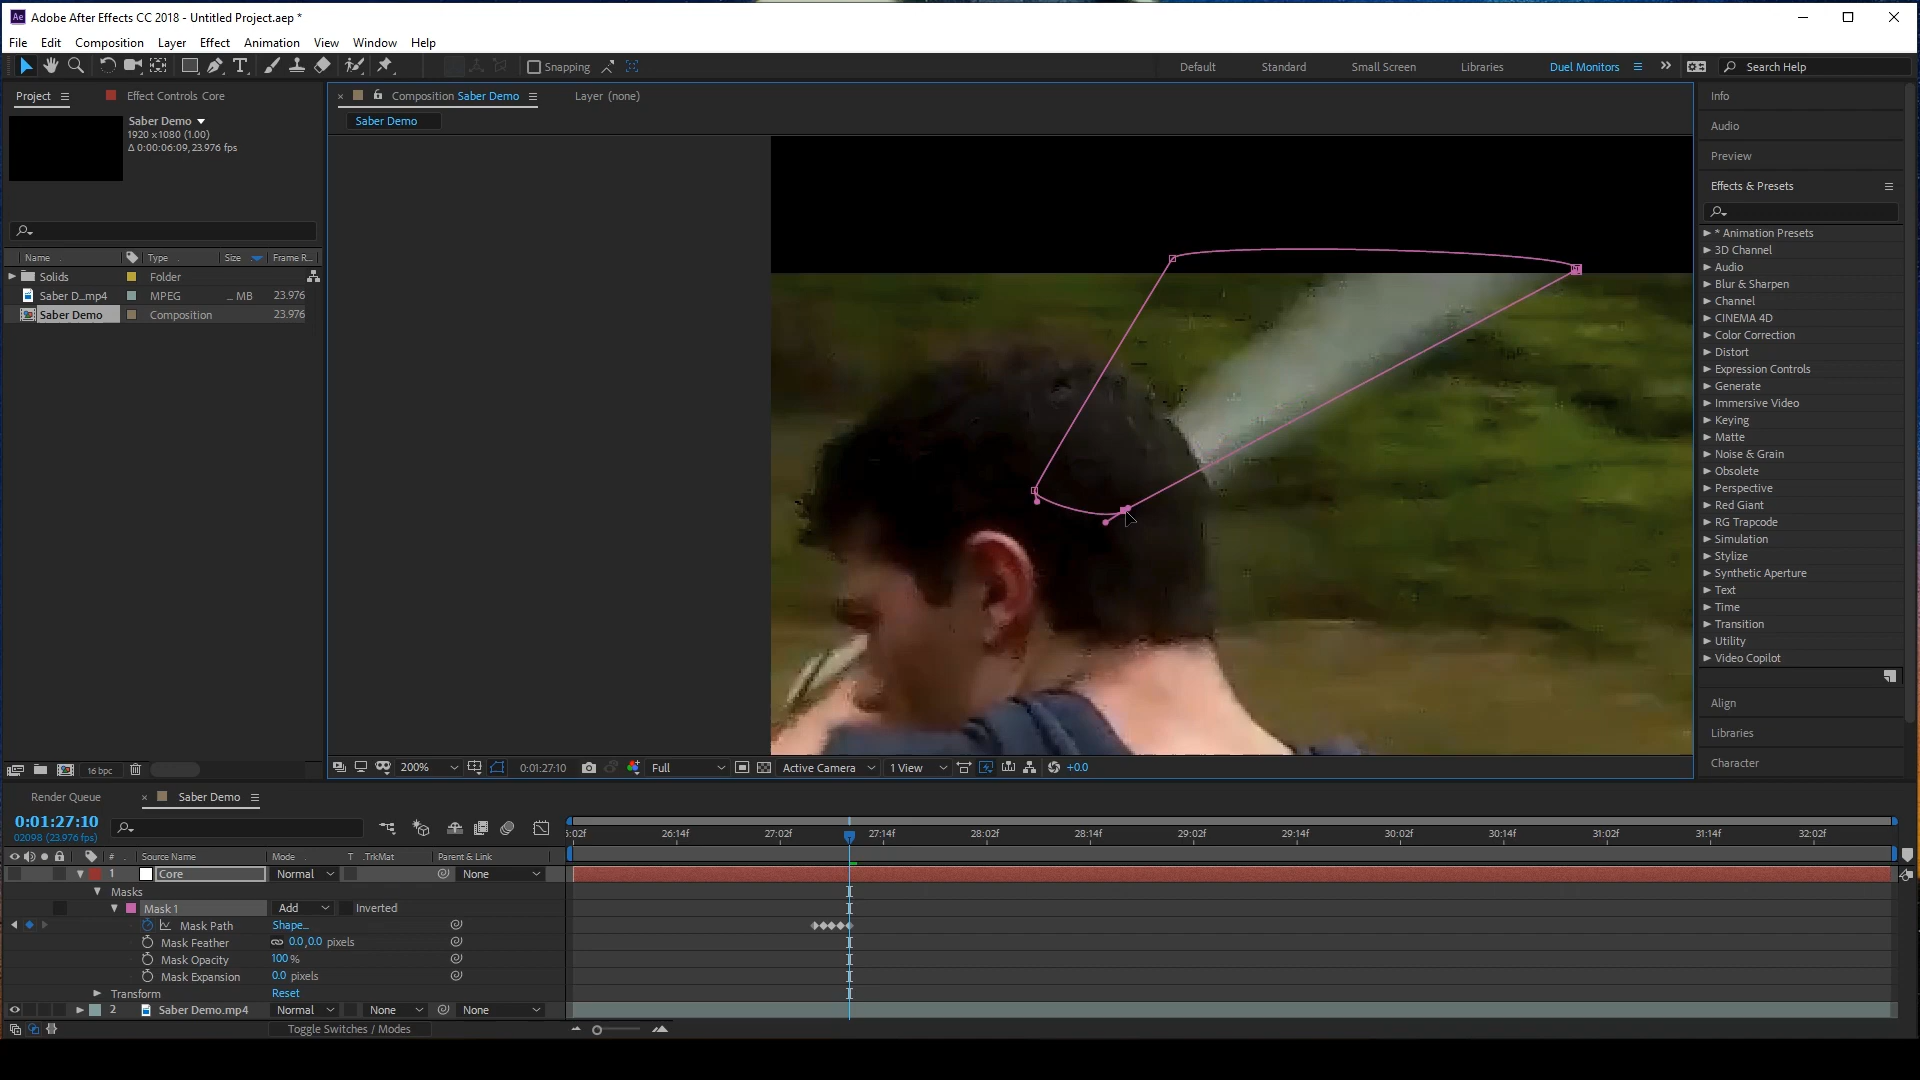 Adobe After Effects CC 2018 - Untitled Project.aep *
File Edit Composition Layer Effect Animation View Window Help
Snapping Default Standard Small Screen Libraries Duel Monitors Search Help
Project Effect Controls Core
Composition Saber Demo Layer (none)
Saber Demo
Saber Demo
1920 x 1080 (1.00)
Δ 0:00:06:09, 23.976 fps
Name Type Size Frame R...
Solids Folder
Saber D...mp4 MPEG ... MB 23.976
Saber Demo Composition 23.976
16 bpc
200% 0:01:27:10 Full Active Camera 1 View +0.0
Info
Audio
Preview
Effects & Presets
* Animation Presets
3D Channel
Audio
Blur & Sharpen
Channel
CINEMA 4D
Color Correction
Distort
Expression Controls
Generate
Immersive Video
Keying
Matte
Noise & Grain
Obsolete
Perspective
Red Giant
RG Trapcode
Simulation
Stylize
Synthetic Aperture
Text
Time
Transition
Utility
Video Copilot
Align
Libraries
Character
Render Queue Saber Demo
0:01:27:10
02098 (23.976 fps)
5:02f 26:14f 27:02f 27:14f 28:02f 28:14f 29:02f 29:14f 30:02f 30:14f 31:02f 31:14f 32:02f
# Source Name Mode T .TrkMat Parent & Link
1 Core Normal None
Masks
Mask 1 Add Inverted
Mask Path Shape...
Mask Feather 0.0,0.0 pixels
Mask Opacity 100 %
Mask Expansion 0.0 pixels
Transform Reset
2 Saber Demo.mp4 Normal None None
Toggle Switches / Modes